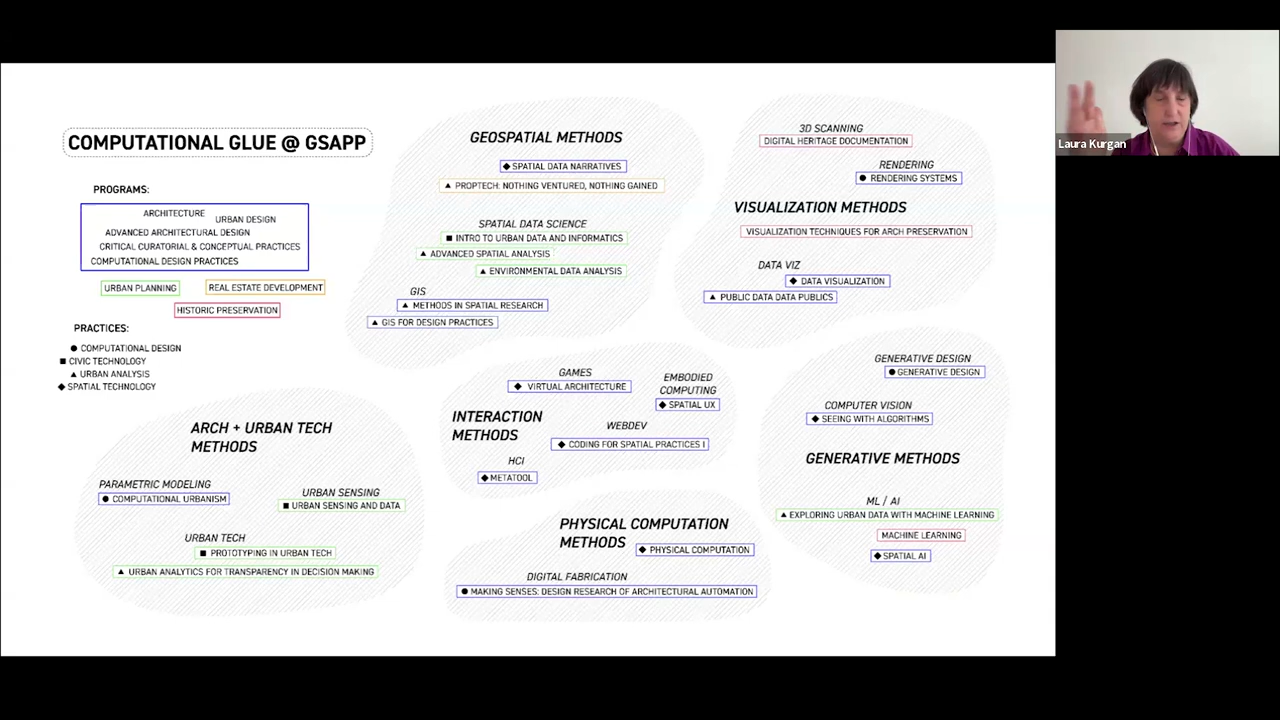 COMPUTATIONAL GLUE @ GSAPP
PROGRAMS:
ARCHITECTURE
URBAN DESIGN
ADVANCED ARCHITECTURAL DESIGN
CRITICAL CURATORIAL & CONCEPTUAL PRACTICES
COMPUTATIONAL DESIGN PRACTICES
URBAN PLANNING
REAL ESTATE DEVELOPMENT
HISTORIC PRESERVATION
PRACTICES:
● COMPUTATIONAL DESIGN
■ CIVIC TECHNOLOGY
▲ URBAN ANALYSIS
◆ SPATIAL TECHNOLOGY
GEOSPATIAL METHODS
◆ SPATIAL DATA NARRATIVES
▲ PROPTECH: NOTHING VENTURED, NOTHING GAINED
SPATIAL DATA SCIENCE
■ INTRO TO URBAN DATA AND INFORMATICS
▲ ADVANCED SPATIAL ANALYSIS
▲ ENVIRONMENTAL DATA ANALYSIS
GIS
▲ METHODS IN SPATIAL RESEARCH
▲ GIS FOR DESIGN PRACTICES
3D SCANNING
DIGITAL HERITAGE DOCUMENTATION
RENDERING
● RENDERING SYSTEMS
VISUALIZATION METHODS
VISUALIZATION TECHNIQUES FOR ARCH PRESERVATION
DATA VIZ
◆ DATA VISUALIZATION
▲ PUBLIC DATA DATA PUBLICS
ARCH + URBAN TECH
METHODS
PARAMETRIC MODELING
● COMPUTATIONAL URBANISM
URBAN SENSING
■ URBAN SENSING AND DATA
URBAN TECH
■ PROTOTYPING IN URBAN TECH
▲ URBAN ANALYTICS FOR TRANSPARENCY IN DECISION MAKING
GAMES
◆ VIRTUAL ARCHITECTURE
EMBODIED
COMPUTING
◆ SPATIAL UX
INTERACTION
METHODS
WEBDEV
◆ CODING FOR SPATIAL PRACTICES I
HCI
◆ METATOOL
PHYSICAL COMPUTATION
METHODS
◆ PHYSICAL COMPUTATION
DIGITAL FABRICATION
● MAKING SENSES: DESIGN RESEARCH OF ARCHITECTURAL AUTOMATION
GENERATIVE DESIGN
● GENERATIVE DESIGN
COMPUTER VISION
◆ SEEING WITH ALGORITHMS
GENERATIVE METHODS
ML / AI
▲ EXPLORING URBAN DATA WITH MACHINE LEARNING
MACHINE LEARNING
◆ SPATIAL AI
Laura Kurgan